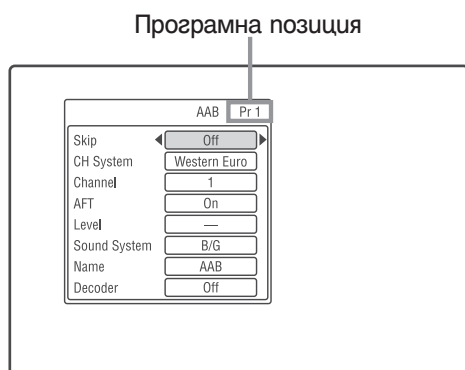 Програмна позиция
AAB Pr 1
Skip Off
CH System Western Euro
Channel 1
AFT On
Level —
Sound System B/G
Name AAB
Decoder Off